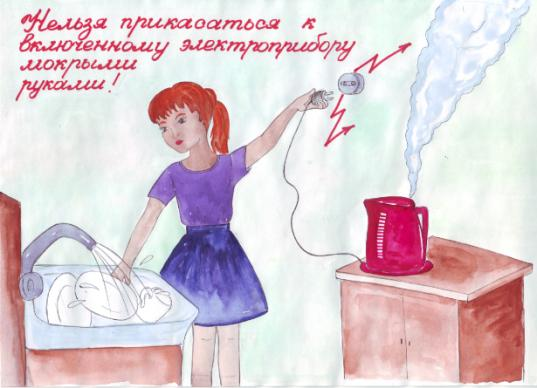 Нельзя прикасаться к
включенному электроприбору
мокрыми
руками!